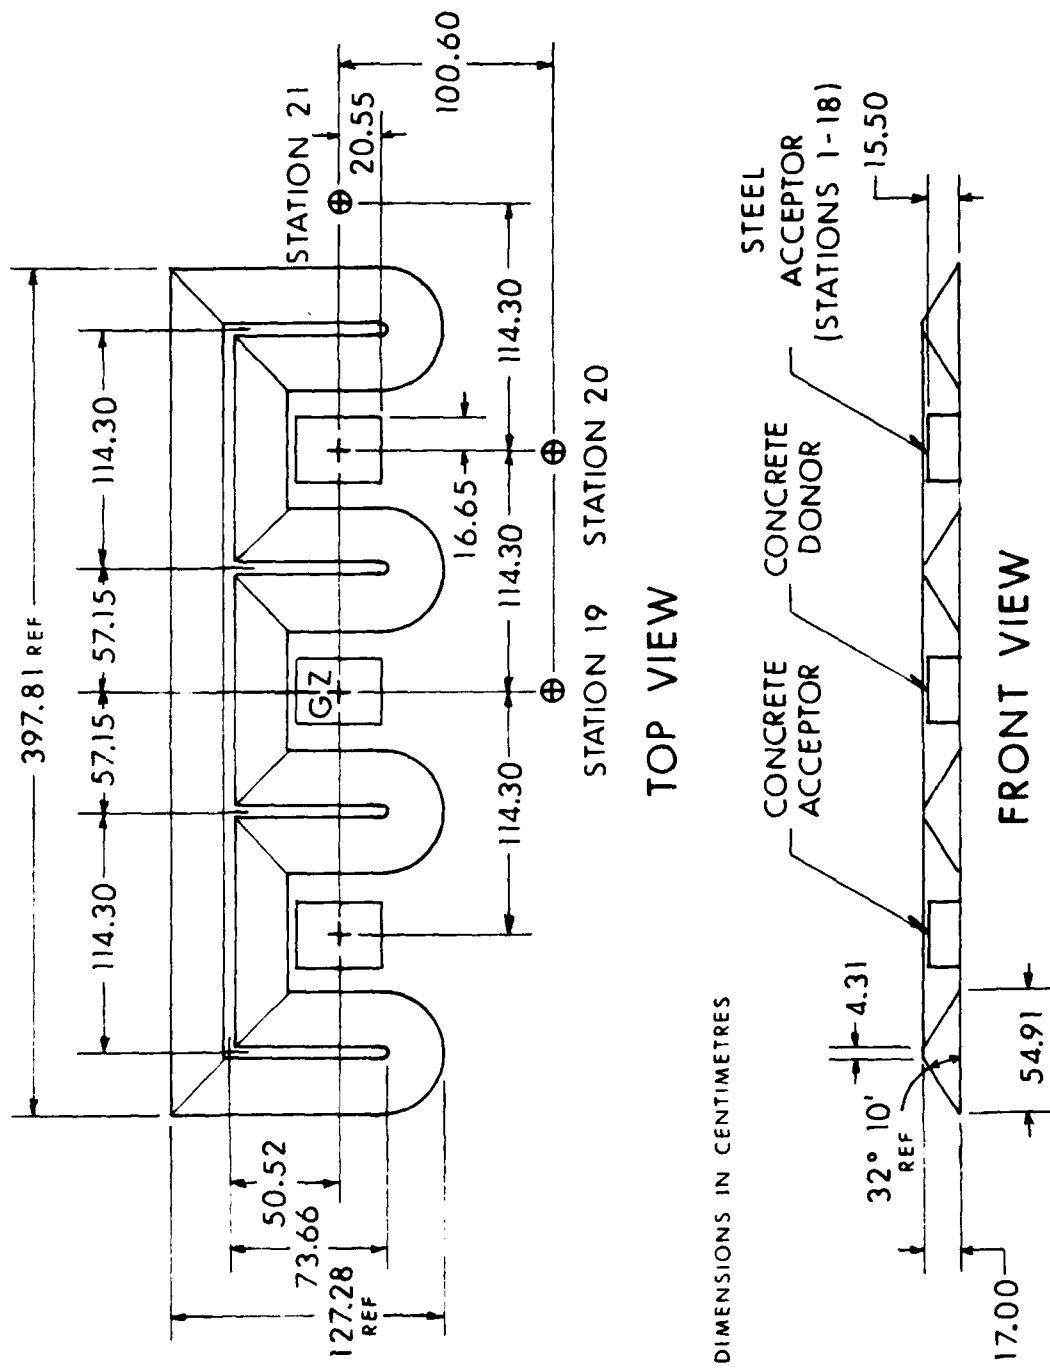 397.81 REF
114.30
57.15
57.15
114.30
STATION 21
20.55
100.60
GZ
16.65
114.30
114.30
114.30
50.52
73.66
127.28
REF
STATION 19
STATION 20
TOP VIEW
DIMENSIONS IN CENTIMETRES
CONCRETE
ACCEPTOR
CONCRETE
DONOR
STEEL
ACCEPTOR
(STATIONS 1-18)
15.50
4.31
32° 10'
REF
17.00
54.91
FRONT VIEW